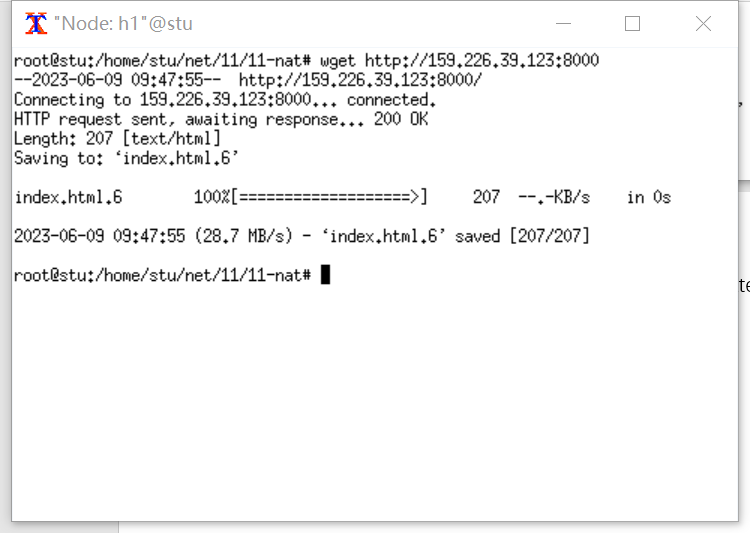 "Node: h1"@stu
root@stu:/home/stu/net/11/11-nat# wget http://159.226.39.123:8000
--2023-06-09 09:47:55--  http://159.226.39.123:8000/
Connecting to 159.226.39.123:8000... connected.
HTTP request sent, awaiting response... 200 OK
Length: 207 [text/html]
Saving to: ‘index.html.6’
index.html.6        100%[===================>]     207  --.-KB/s    in 0s
2023-06-09 09:47:55 (28.7 MB/s) - ‘index.html.6’ saved [207/207]
root@stu:/home/stu/net/11/11-nat#